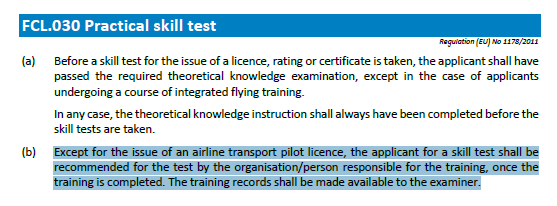 FCL.030 Practical skill test
Regulation (EU) No 1178/2011
(a) Before a skill test for the issue of a licence, rating or certificate is taken, the applicant shall have
passed the required theoretical knowledge examination, except in the case of applicants
undergoing a course of integrated flying training.
In any case, the theoretical knowledge instruction shall always have been completed before the
skill tests are taken.
(b) Except for the issue of an airline transport pilot licence, the applicant for a skill test shall be
recommended for the test by the organisation/person responsible for the training, once the
training is completed. The training records shall be made available to the examiner.